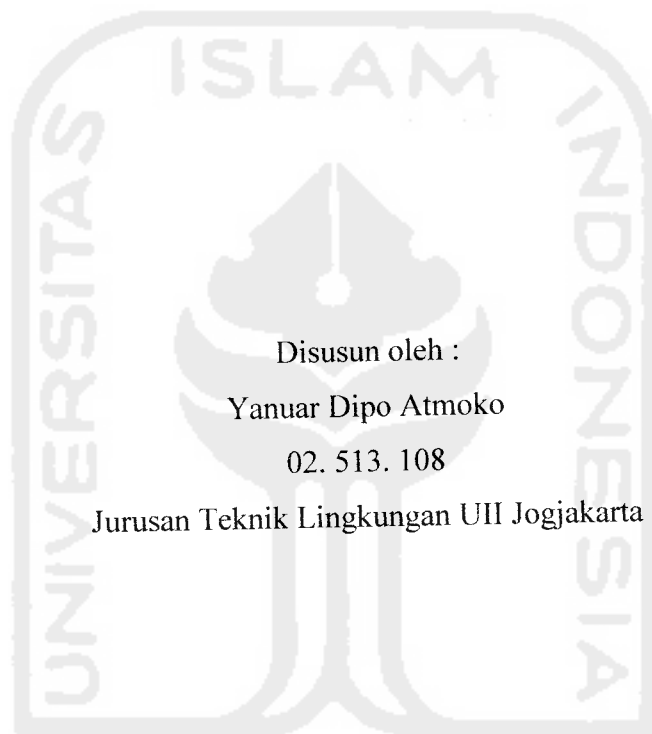 ISLAM
UNIVERSITAS
INDONESIA
Disusun oleh :
Yanuar Dipo Atmoko
02. 513. 108
Jurusan Teknik Lingkungan UII Jogjakarta